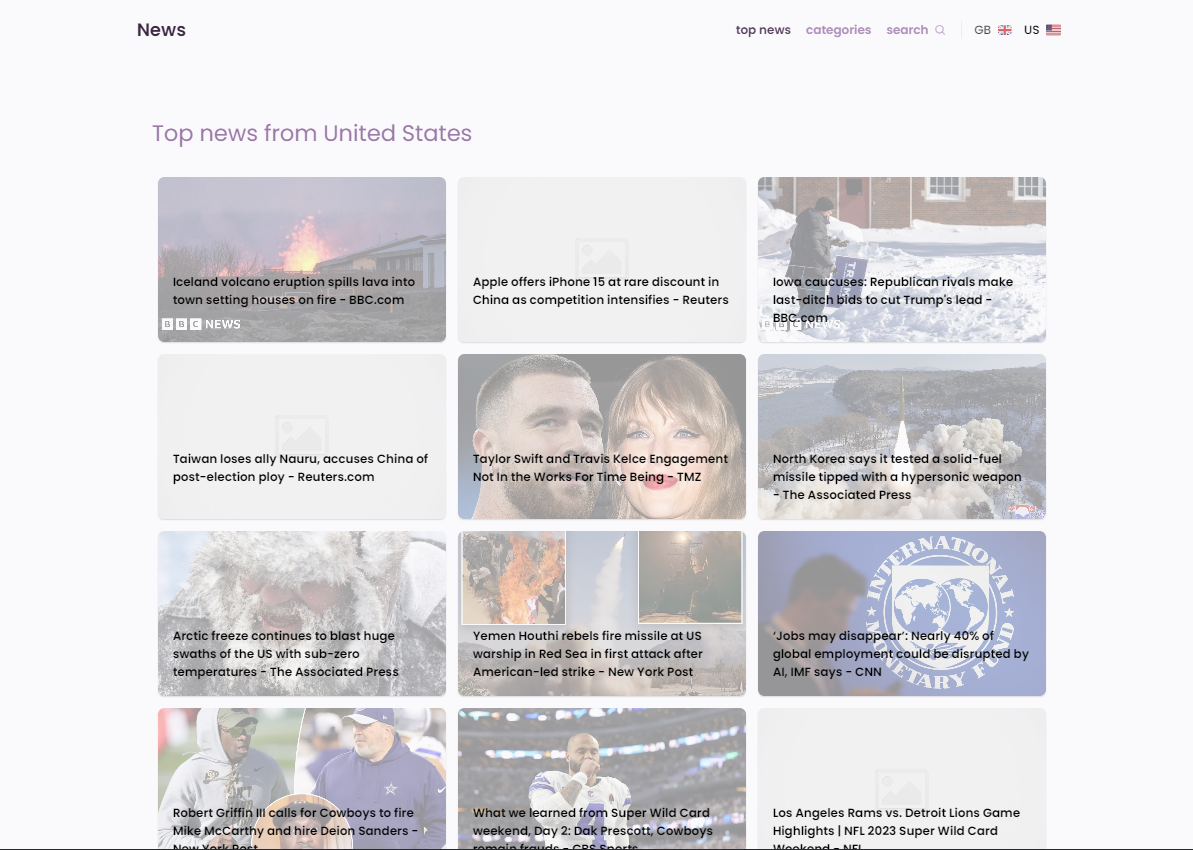 News
top news categories search GB US
Top news from United States
Iceland volcano eruption spills lava into
town setting houses on fire - BBC.com
BBC NEWS
Apple offers iPhone 15 at rare discount in
China as competition intensifies - Reuters
TRUMP
Iowa caucuses: Republican rivals make
last-ditch bids to cut Trump's lead -
BBC.com
BBC NEWS
Taiwan loses ally Nauru, accuses China of
post-election ploy - Reuters.com
Taylor Swift and Travis Kelce Engagement
Not In the Works For Time Being - TMZ
North Korea says it tested a solid-fuel
missile tipped with a hypersonic weapon
- The Associated Press
Arctic freeze continues to blast huge
swaths of the US with sub-zero
temperatures - The Associated Press
Yemen Houthi rebels fire missile at US
warship in Red Sea in first attack after
American-led strike - New York Post
INTERNATIONAL
MONETARY FUND
‘Jobs may disappear’: Nearly 40% of
global employment could be disrupted by
AI, IMF says - CNN
Robert Griffin III calls for Cowboys to fire
Mike McCarthy and hire Deion Sanders -
New York Post
What we learned from Super Wild Card
weekend, Day 2: Dak Prescott, Cowboys
remain frauds - CBS Sports
Los Angeles Rams vs. Detroit Lions Game
Highlights | NFL 2023 Super Wild Card
Weekend - NFL